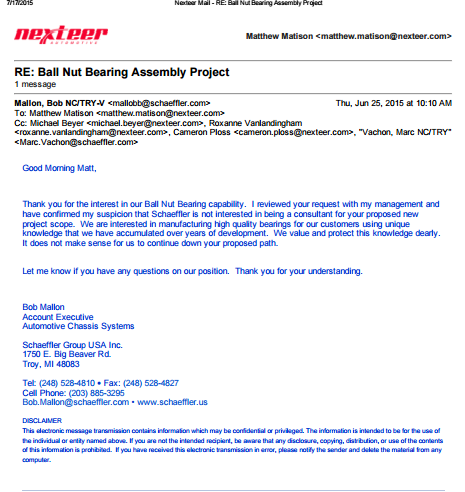 7/17/2015 Nexteer Mail - RE: Ball Nut Bearing Assembly Project
nexteer
AUTOMOTIVE
Matthew Matison <matthew.matison@nexteer.com>
RE: Ball Nut Bearing Assembly Project
1 message
Mallon, Bob NC/TRY-V <mallobb@schaeffler.com> Thu, Jun 25, 2015 at 10:10 AM
To: Matthew Matison <matthew.matison@nexteer.com>
Cc: Michael Beyer <michael.beyer@nexteer.com>, Roxanne Vanlandingham
<roxanne.vanlandingham@nexteer.com>, Cameron Ploss <cameron.ploss@nexteer.com>, "Vachon, Marc NC/TRY"
<Marc.Vachon@schaeffler.com>
Good Morning Matt,
Thank you for the interest in our Ball Nut Bearing capability. I reviewed your request with my management and
have confirmed my suspicion that Schaeffler is not interested in being a consultant for your proposed new
project scope. We are interested in manufacturing high quality bearings for our customers using unique
knowledge that we have accumulated over years of development. We value and protect this knowledge dearly.
It does not make sense for us to continue down your proposed path.
Let me know if you have any questions on our position. Thank you for your understanding.
Bob Mallon
Account Executive
Automotive Chassis Systems
Schaeffler Group USA Inc.
1750 E. Big Beaver Rd.
Troy, MI 48083
Tel: (248) 528-4810 • Fax: (248) 528-4827
Cell Phone: (203) 885-3295
Bob.Mallon@schaeffler.com • www.schaeffler.us
DISCLAIMER
This electronic message transmission contains information which may be confidential or privileged. The information is intended to be for the use of
the individual or entity named above. If you are not the intended recipient, be aware that any disclosure, copying, distribution, or use of the contents
of this information is prohibited. If you have received this electronic transmission in error, please notify the sender and delete the material from any
computer.